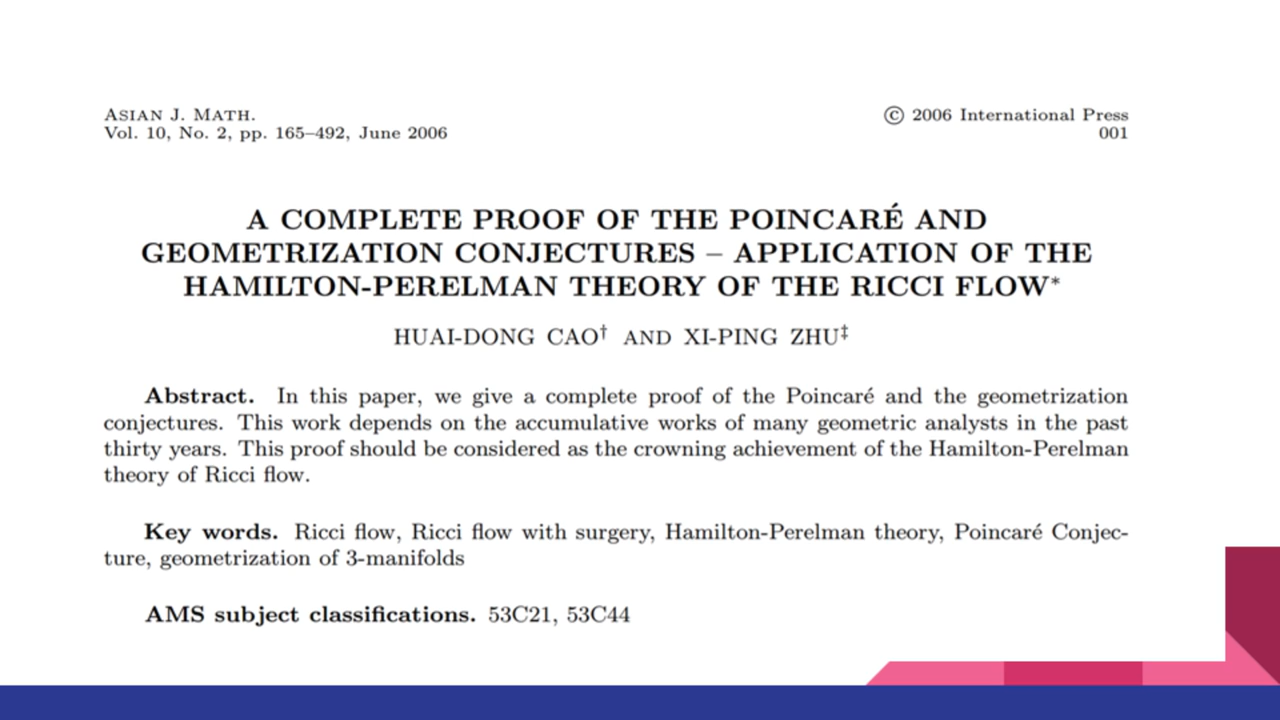 ASIAN J. MATH.
Vol. 10, No. 2, pp. 165–492, June 2006
© 2006 International Press
001
A COMPLETE PROOF OF THE POINCARÉ AND
GEOMETRIZATION CONJECTURES – APPLICATION OF THE
HAMILTON-PERELMAN THEORY OF THE RICCI FLOW*
HUAI-DONG CAO† AND XI-PING ZHU‡
Abstract. In this paper, we give a complete proof of the Poincaré and the geometrization
conjectures. This work depends on the accumulative works of many geometric analysts in the past
thirty years. This proof should be considered as the crowning achievement of the Hamilton-Perelman
theory of Ricci flow.
Key words. Ricci flow, Ricci flow with surgery, Hamilton-Perelman theory, Poincaré Conjec-
ture, geometrization of 3-manifolds
AMS subject classifications. 53C21, 53C44